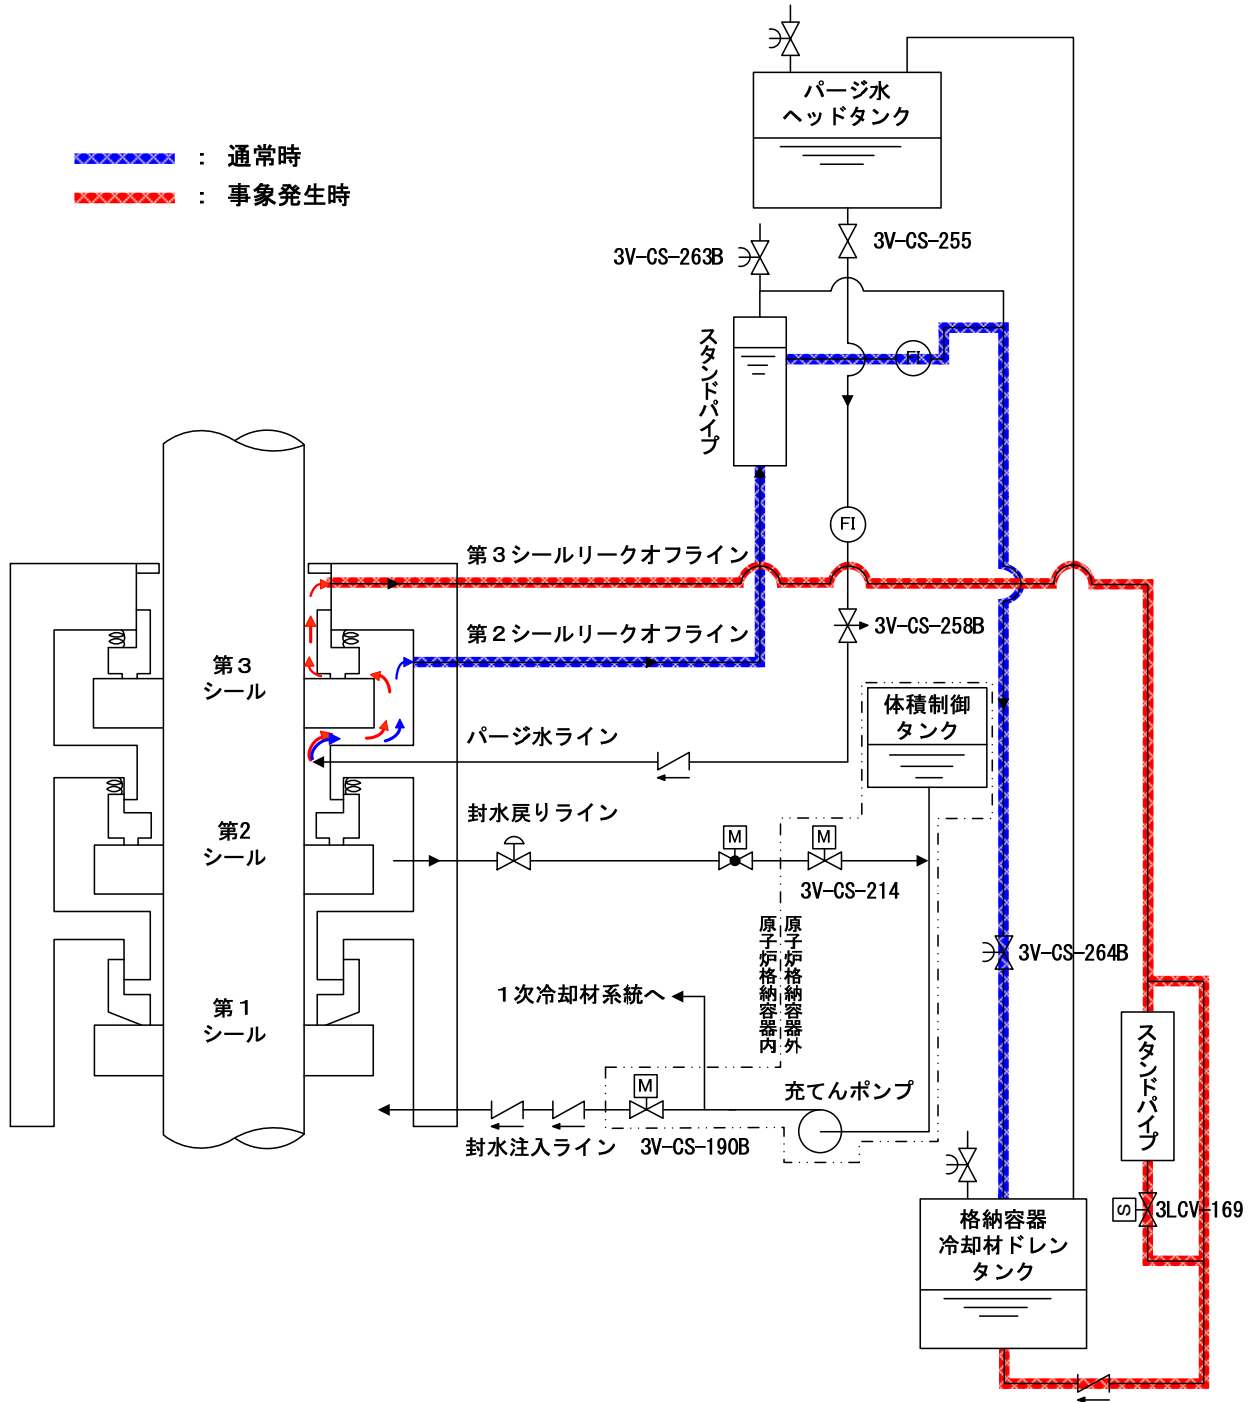 パージ水
ヘッドタンク
： 通常時
： 事象発生時
3V-CS-255
3V-CS-263B
スタンドパイプ
FI
FI
第３シールリークオフライン
第２シールリークオフライン
3V-CS-258B
第３
シール
体積制御
タンク
パージ水ライン
封水戻りライン
第2
シール
M
M
3V-CS-214
原子炉格納容器内
原子炉格納容器外
3V-CS-264B
１次冷却材系統へ
第１
シール
スタンドパイプ
M
充てんポンプ
封水注入ライン
3V-CS-190B
S
3LCV-169
格納容器
冷却材ドレン
タンク